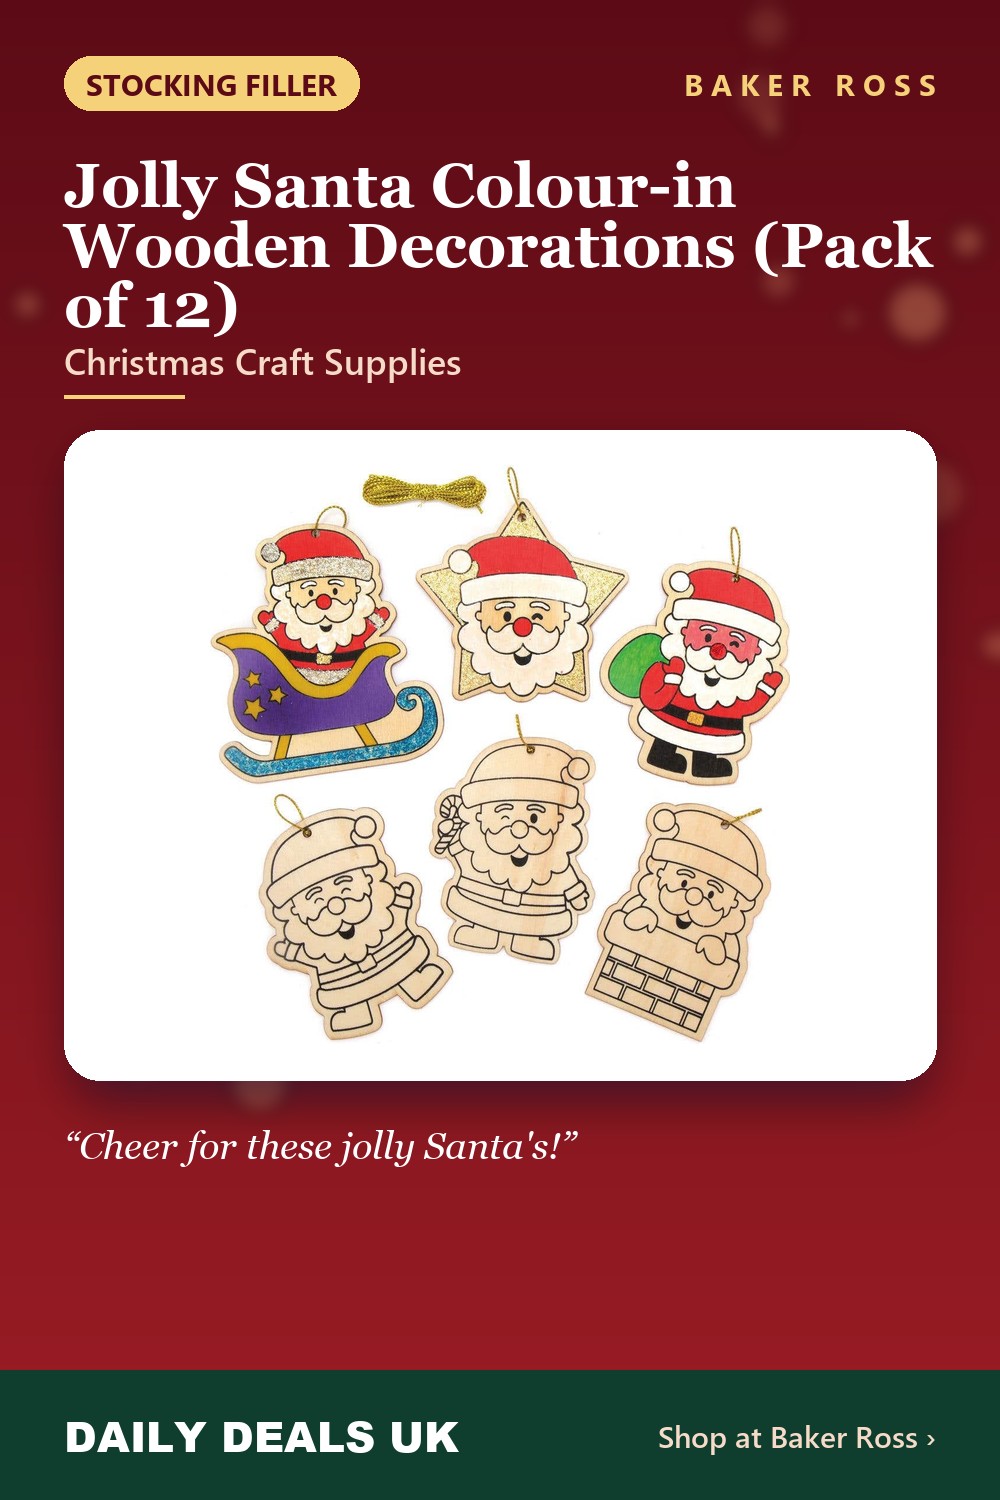 STOCKING FILLER
BAKER ROSS
Jolly Santa Colour-in
Wooden Decorations (Pack
of 12)
Christmas Craft Supplies
“Cheer for these jolly Santa's!”
DAILY DEALS UK
Shop at Baker Ross ›